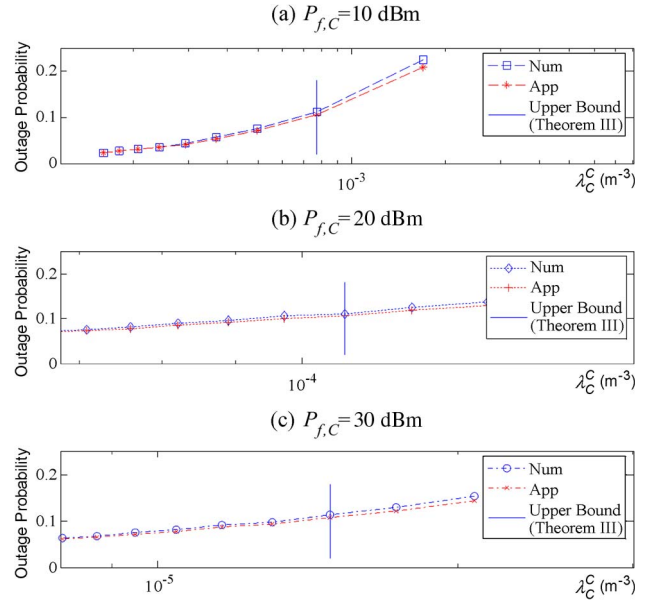 (a) P_{f,C}=10 dBm
Outage Probability
0.2
0.1
0
Num
App
Upper Bound
(Theorem III)
10^{-3}
λ_C^C (m^{-3})
(b) P_{f,C}=20 dBm
Outage Probability
0.2
0.1
0
Num
App
Upper Bound
(Theorem III)
10^{-4}
λ_C^C (m^{-3})
(c) P_{f,C}=30 dBm
Outage Probability
0.2
0.1
0
Num
App
Upper Bound
(Theorem III)
10^{-5}
λ_C^C (m^{-3})